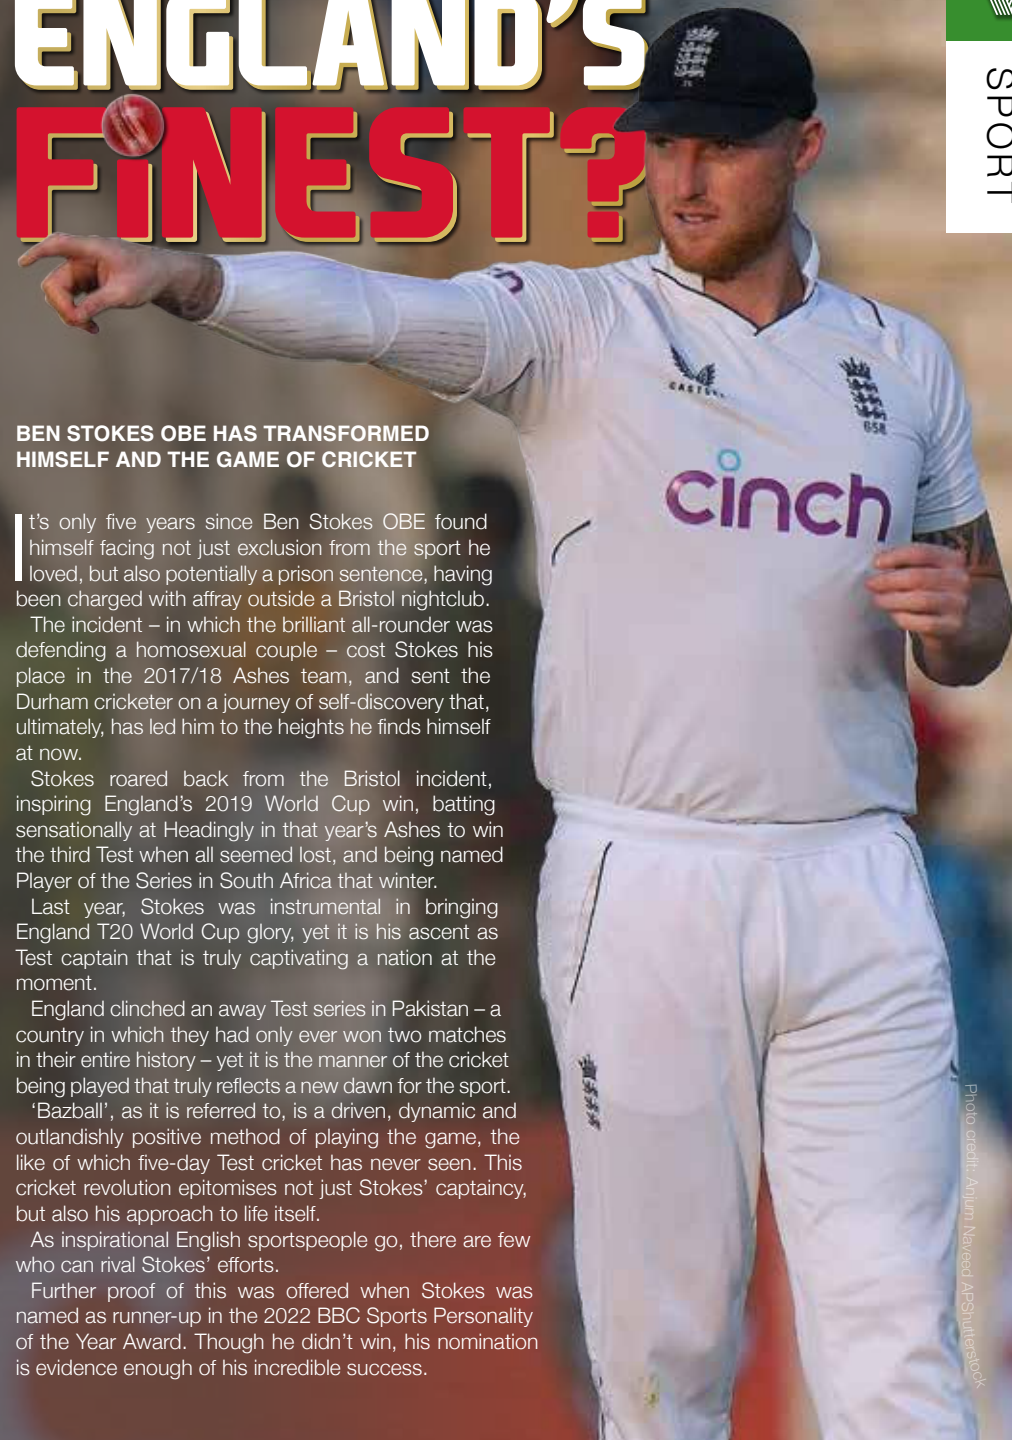 ENGLAND'S
FINEST?
SPORT
BEN STOKES OBE HAS TRANSFORMED
HIMSELF AND THE GAME OF CRICKET
It's only five years since Ben Stokes OBE found
himself facing not just exclusion from the sport he
loved, but also potentially a prison sentence, having
been charged with affray outside a Bristol nightclub.
The incident – in which the brilliant all-rounder was
defending a homosexual couple – cost Stokes his
place in the 2017/18 Ashes team, and sent the
Durham cricketer on a journey of self-discovery that,
ultimately, has led him to the heights he finds himself
at now.
Stokes roared back from the Bristol incident,
inspiring England's 2019 World Cup win, batting
sensationally at Headingly in that year's Ashes to win
the third Test when all seemed lost, and being named
Player of the Series in South Africa that winter.
Last year, Stokes was instrumental in bringing
England T20 World Cup glory, yet it is his ascent as
Test captain that is truly captivating a nation at the
moment.
England clinched an away Test series in Pakistan – a
country in which they had only ever won two matches
in their entire history – yet it is the manner of the cricket
being played that truly reflects a new dawn for the sport.
'Bazball', as it is referred to, is a driven, dynamic and
outlandishly positive method of playing the game, the
like of which five-day Test cricket has never seen. This
cricket revolution epitomises not just Stokes' captaincy,
but also his approach to life itself.
As inspirational English sportspeople go, there are few
who can rival Stokes' efforts.
Further proof of this was offered when Stokes was
named as runner-up in the 2022 BBC Sports Personality
of the Year Award. Though he didn't win, his nomination
is evidence enough of his incredible success.
CASTORE
658
cinch
Photo credit: Anjum Naveed APShutterstock